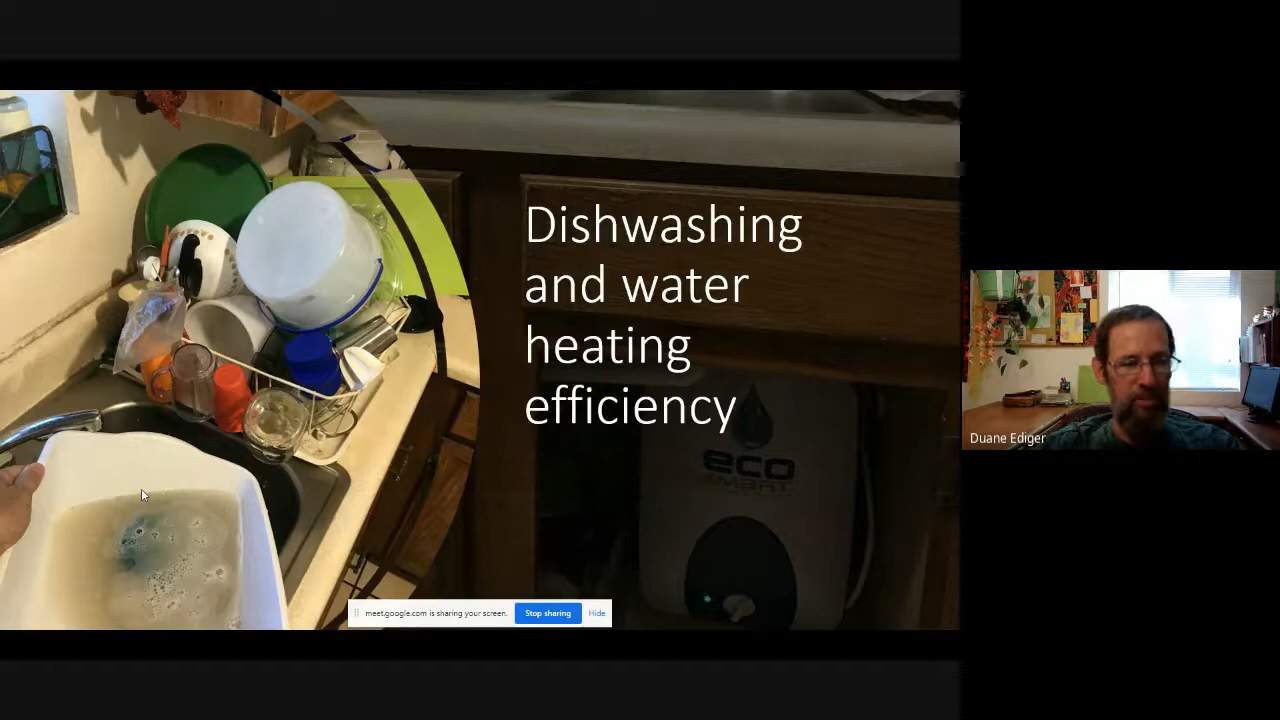 Dishwashing
and water
heating
efficiency
eco
SMART
meet.google.com is sharing your screen.
Stop sharing
Hide
Duane Ediger